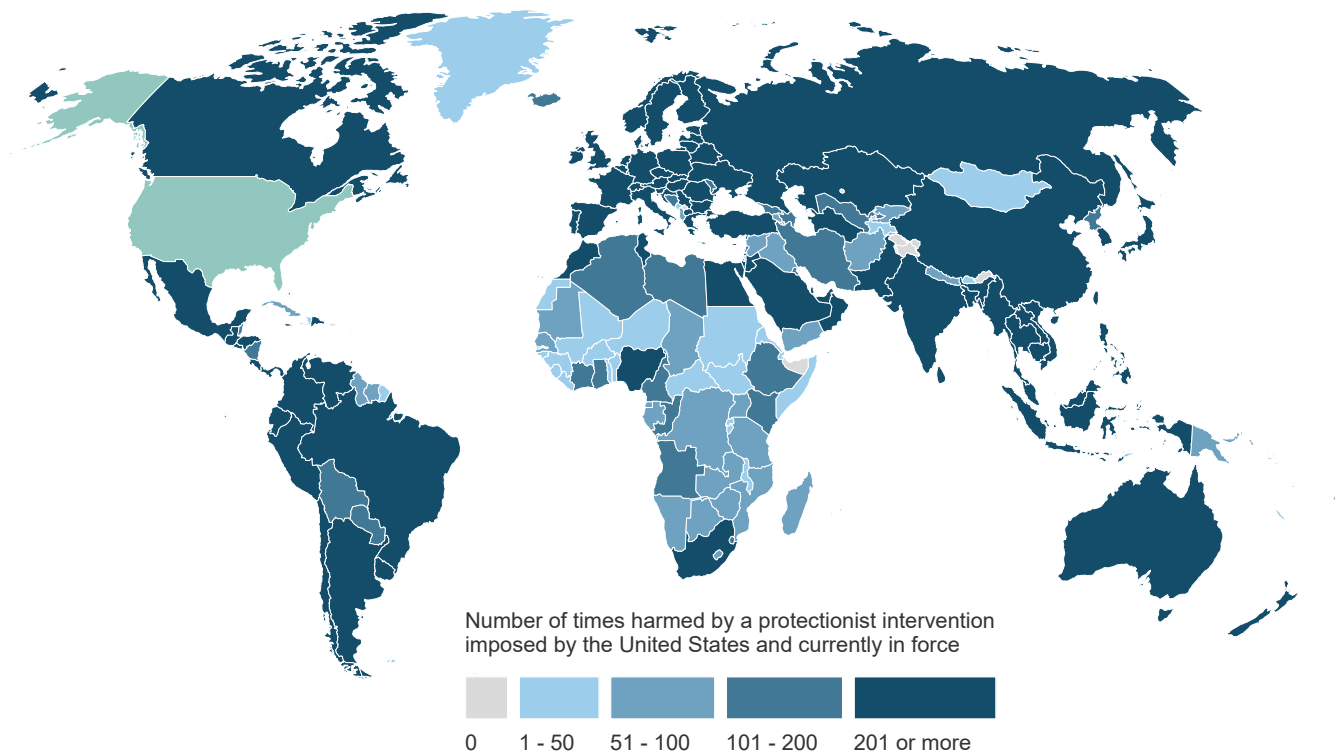 Number of times harmed by a protectionist intervention
imposed by the United States and currently in force
0 1 - 50 51 - 100 101 - 200 201 or more